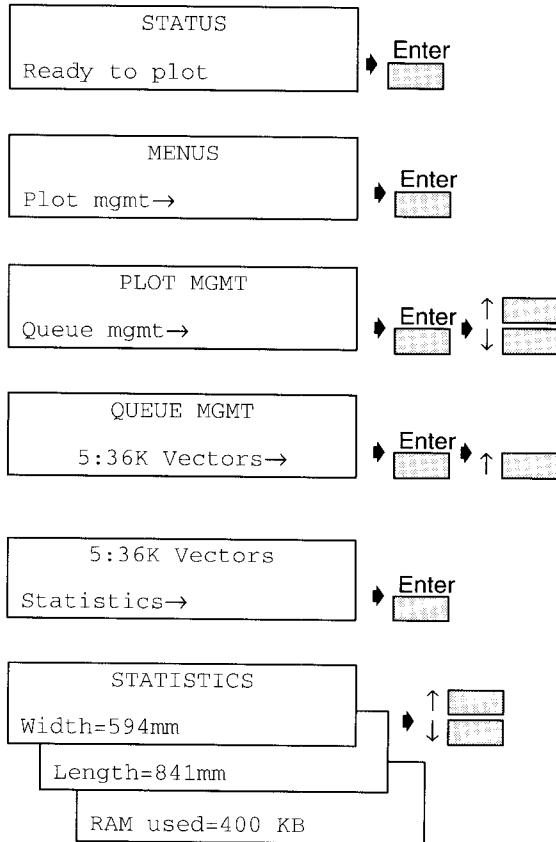 STATUS
Ready to plot
Enter
MENUS
Plot mgmt→
Enter
PLOT MGMT
Queue mgmt→
Enter
↑
↓
QUEUE MGMT
5:36K Vectors→
Enter
↑
5:36K Vectors
Statistics→
Enter
STATISTICS
Width=594mm
↑
↓
Length=841mm
RAM used=400 KB